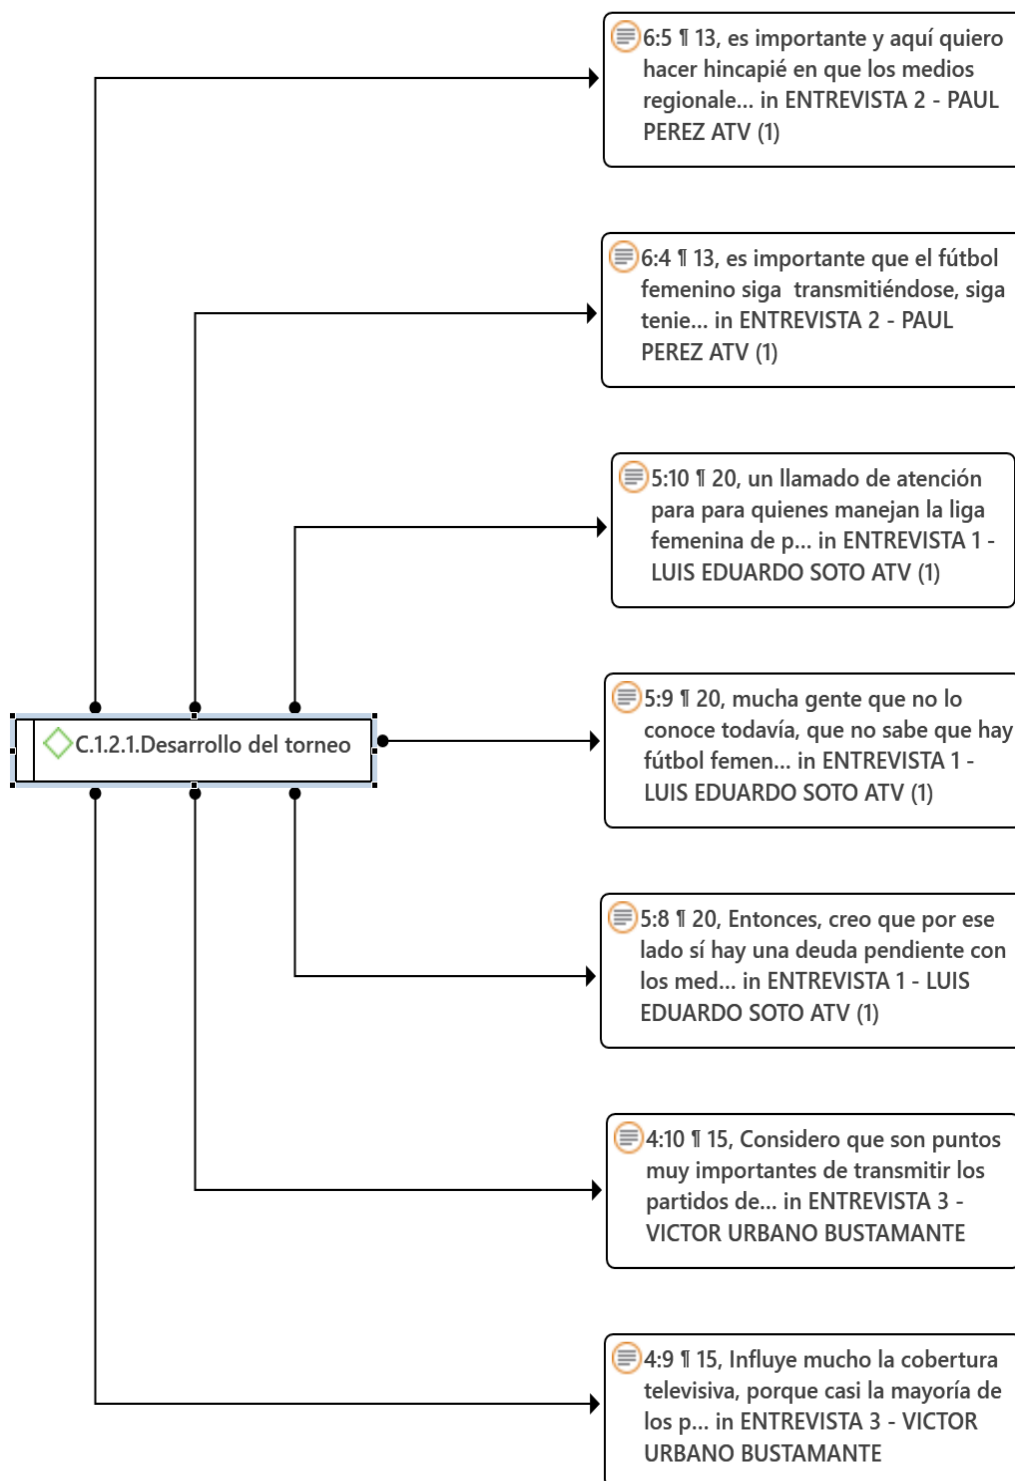 6:5 ¶ 13, es importante y aquí quiero
hacer hincapié en que los medios
regionale... in ENTREVISTA 2 - PAUL
PEREZ ATV (1)
6:4 ¶ 13, es importante que el fútbol
femenino siga transmitiéndose, siga
tenie... in ENTREVISTA 2 - PAUL
PEREZ ATV (1)
5:10 ¶ 20, un llamado de atención
para para quienes manejan la liga
femenina de p... in ENTREVISTA 1 -
LUIS EDUARDO SOTO ATV (1)
5:9 ¶ 20, mucha gente que no lo
conoce todavía, que no sabe que hay
fútbol femen... in ENTREVISTA 1 -
LUIS EDUARDO SOTO ATV (1)
C.1.2.1.Desarrollo del torneo
5:8 ¶ 20, Entonces, creo que por ese
lado sí hay una deuda pendiente con
los med... in ENTREVISTA 1 - LUIS
EDUARDO SOTO ATV (1)
4:10 ¶ 15, Considero que son puntos
muy importantes de transmitir los
partidos de... in ENTREVISTA 3 -
VICTOR URBANO BUSTAMANTE
4:9 ¶ 15, Influye mucho la cobertura
televisiva, porque casi la mayoría de
los p... in ENTREVISTA 3 - VICTOR
URBANO BUSTAMANTE